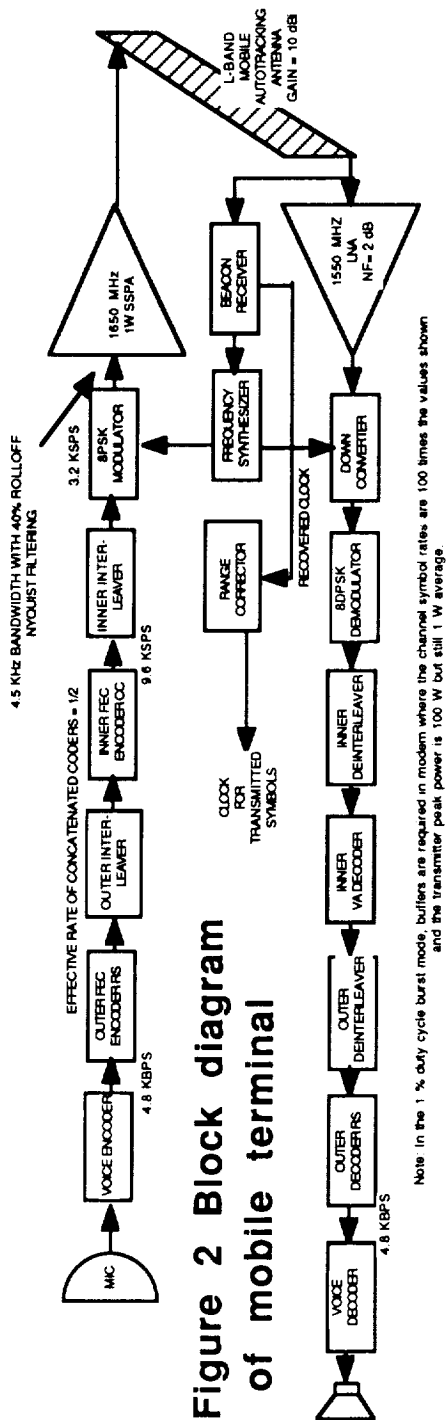 4.5 KHz BANDWIDTH WITH 40% ROLLOFF
NYQUIST FILTERING
EFFECTIVE RATE OF CONCATENATED CODERS = 1/2
3.2 KSPS
MIC
VOICE ENCODER
4.8 KBPS
OUTER FEC
ENCODER RS
OUTER INTER-
LEAVER
INNER FEC
ENCODER CC
9.6 KSPS
INNER INTER-
LEAVER
8PSK
MODULATOR
1650 MHz
1W SSPA
L-BAND
MOBILE
AUTOTRACKING
ANTENNA
GAIN = 10 dBi
CLOCK
FOR
TRANSMITTED
SYMBOLS
RANGE
CORRECTOR
FREQUENCY
SYNTHESIZER
BEACON
RECEIVER
RECOVERED CLOCK
Figure 2 Block diagram
of mobile terminal
VOICE
DECODER
4.8 KBPS
OUTER
DECODER RS
OUTER
DEINTERLEAVER
INNER
VA DECODER
INNER
DEINTERLEAVER
8DPSK
DEMODULATOR
DOWN
CONVERTER
1550 MHZ
LNA
NF= 2 dB
Note: In the 1 % duty cycle burst mode, buffers are required in modem where the channel symbol rates are 100 times the values shown
and the transmitter peak power is 100 W but still 1 W average.